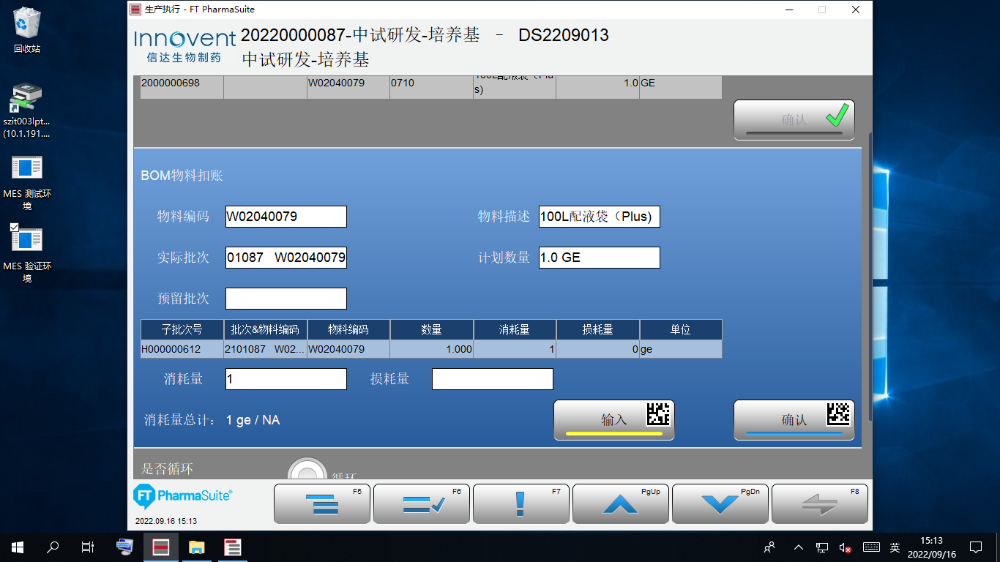 生产执行 - FT PharmaSuite
回收站
szit003lpt...
(10.1.191....
MES 测试环
境
MES 验证环
境
Innovent
信达生物制药
20220000087-中试研发-培养基 - DS2209013
中试研发-培养基
2000000698 W02040079 0710 100L配液袋（Plu
s) 1.0 GE
确认
BOM物料扣账
物料编码 W02040079 物料描述 100L配液袋（Plus)
实际批次 01087 W02040079 计划数量 1.0 GE
预留批次
子批次号 批次&物料编码 物料编码 数量 消耗量 损耗量 单位
H000000612 2101087 W02... W02040079 1.000 1 0 ge
消耗量 1 损耗量
消耗量总计： 1 ge / NA 输入 确认
是否循环 循环
FT PharmaSuite
2022.09.16 15:13
F5 F6 F7 PgUp PgDn F8
英
15:13
2022/09/16